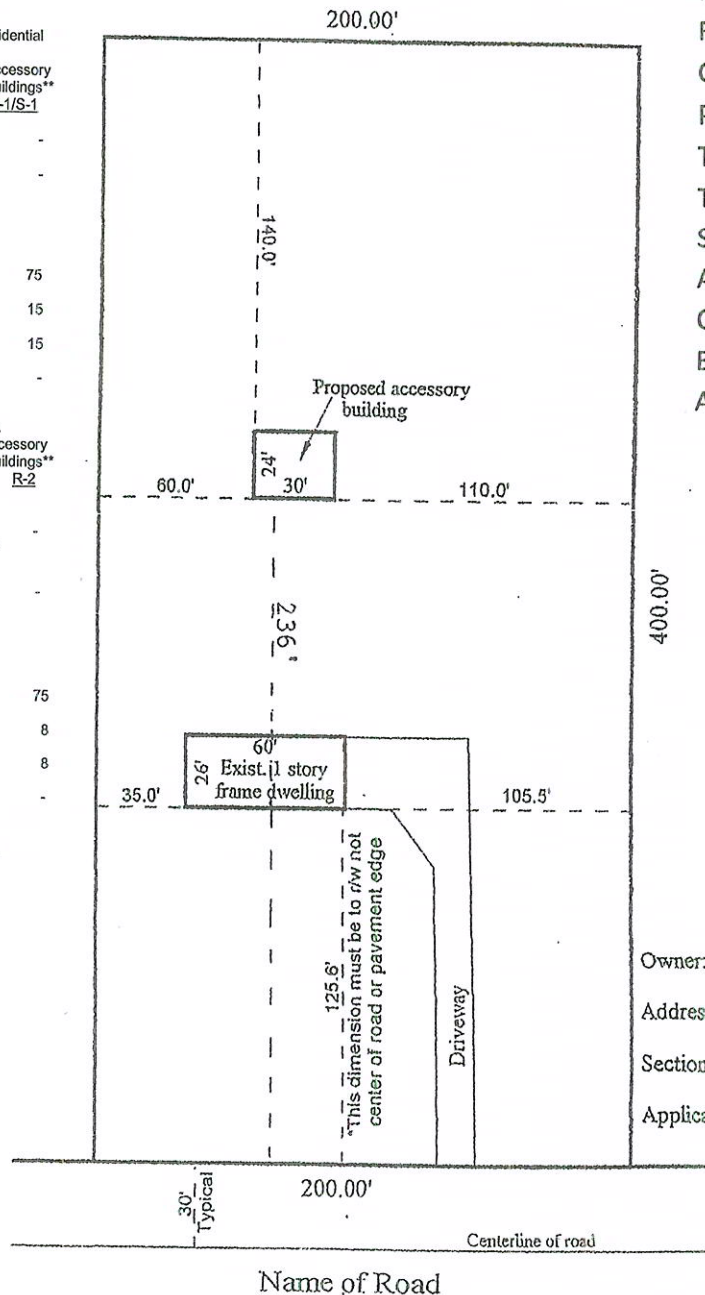 200.00'
idential
ccessory
ildings**
-1/S-1
-
-
75
15
15
-
140.0'
Proposed accessory
building
24'
30'
60.0'
110.0'
cessory
ildings**
R-2
-
-
75
8
8
-
236'
400.00'
60'
26'
Exist. 1 story
frame dwelling
35.0'
105.5'
125.6'
*This dimension must be to r/w not
center of road or pavement edge
Driveway
Owner:
Addres
Section
Applica
30'
Typical
200.00'
Centerline of road
Name of Road
T
T
S
A
A